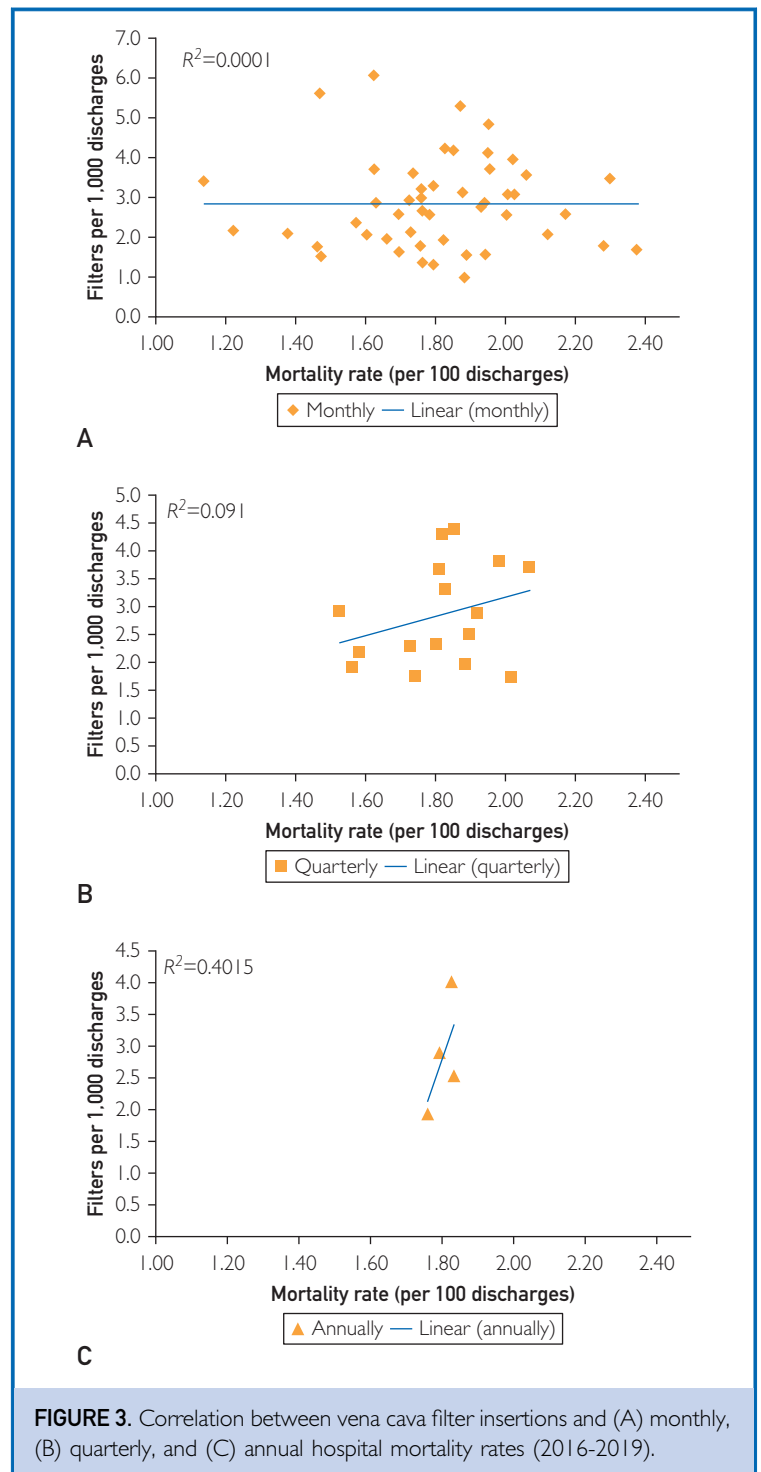 7.0
R²=0.0001
6.0
5.0
4.0
3.0
2.0
1.0
0.0
Filters per 1,000 discharges
1.00 1.20 1.40 1.60 1.80 2.00 2.20 2.40
Mortality rate (per 100 discharges)
Monthly Linear (monthly)
A
5.0
R²=0.091
4.5
4.0
3.5
3.0
2.5
2.0
1.5
1.0
0.5
0.0
Filters per 1,000 discharges
1.00 1.20 1.40 1.60 1.80 2.00 2.20 2.40
Mortality rate (per 100 discharges)
Quarterly Linear (quarterly)
B
4.5
R²=0.4015
4.0
3.5
3.0
2.5
2.0
1.5
1.0
0.5
0.0
Filters per 1,000 discharges
1.00 1.20 1.40 1.60 1.80 2.00 2.20 2.40
Mortality rate (per 100 discharges)
Annually Linear (annually)
C
FIGURE 3. Correlation between vena cava filter insertions and (A) monthly,
(B) quarterly, and (C) annual hospital mortality rates (2016-2019).